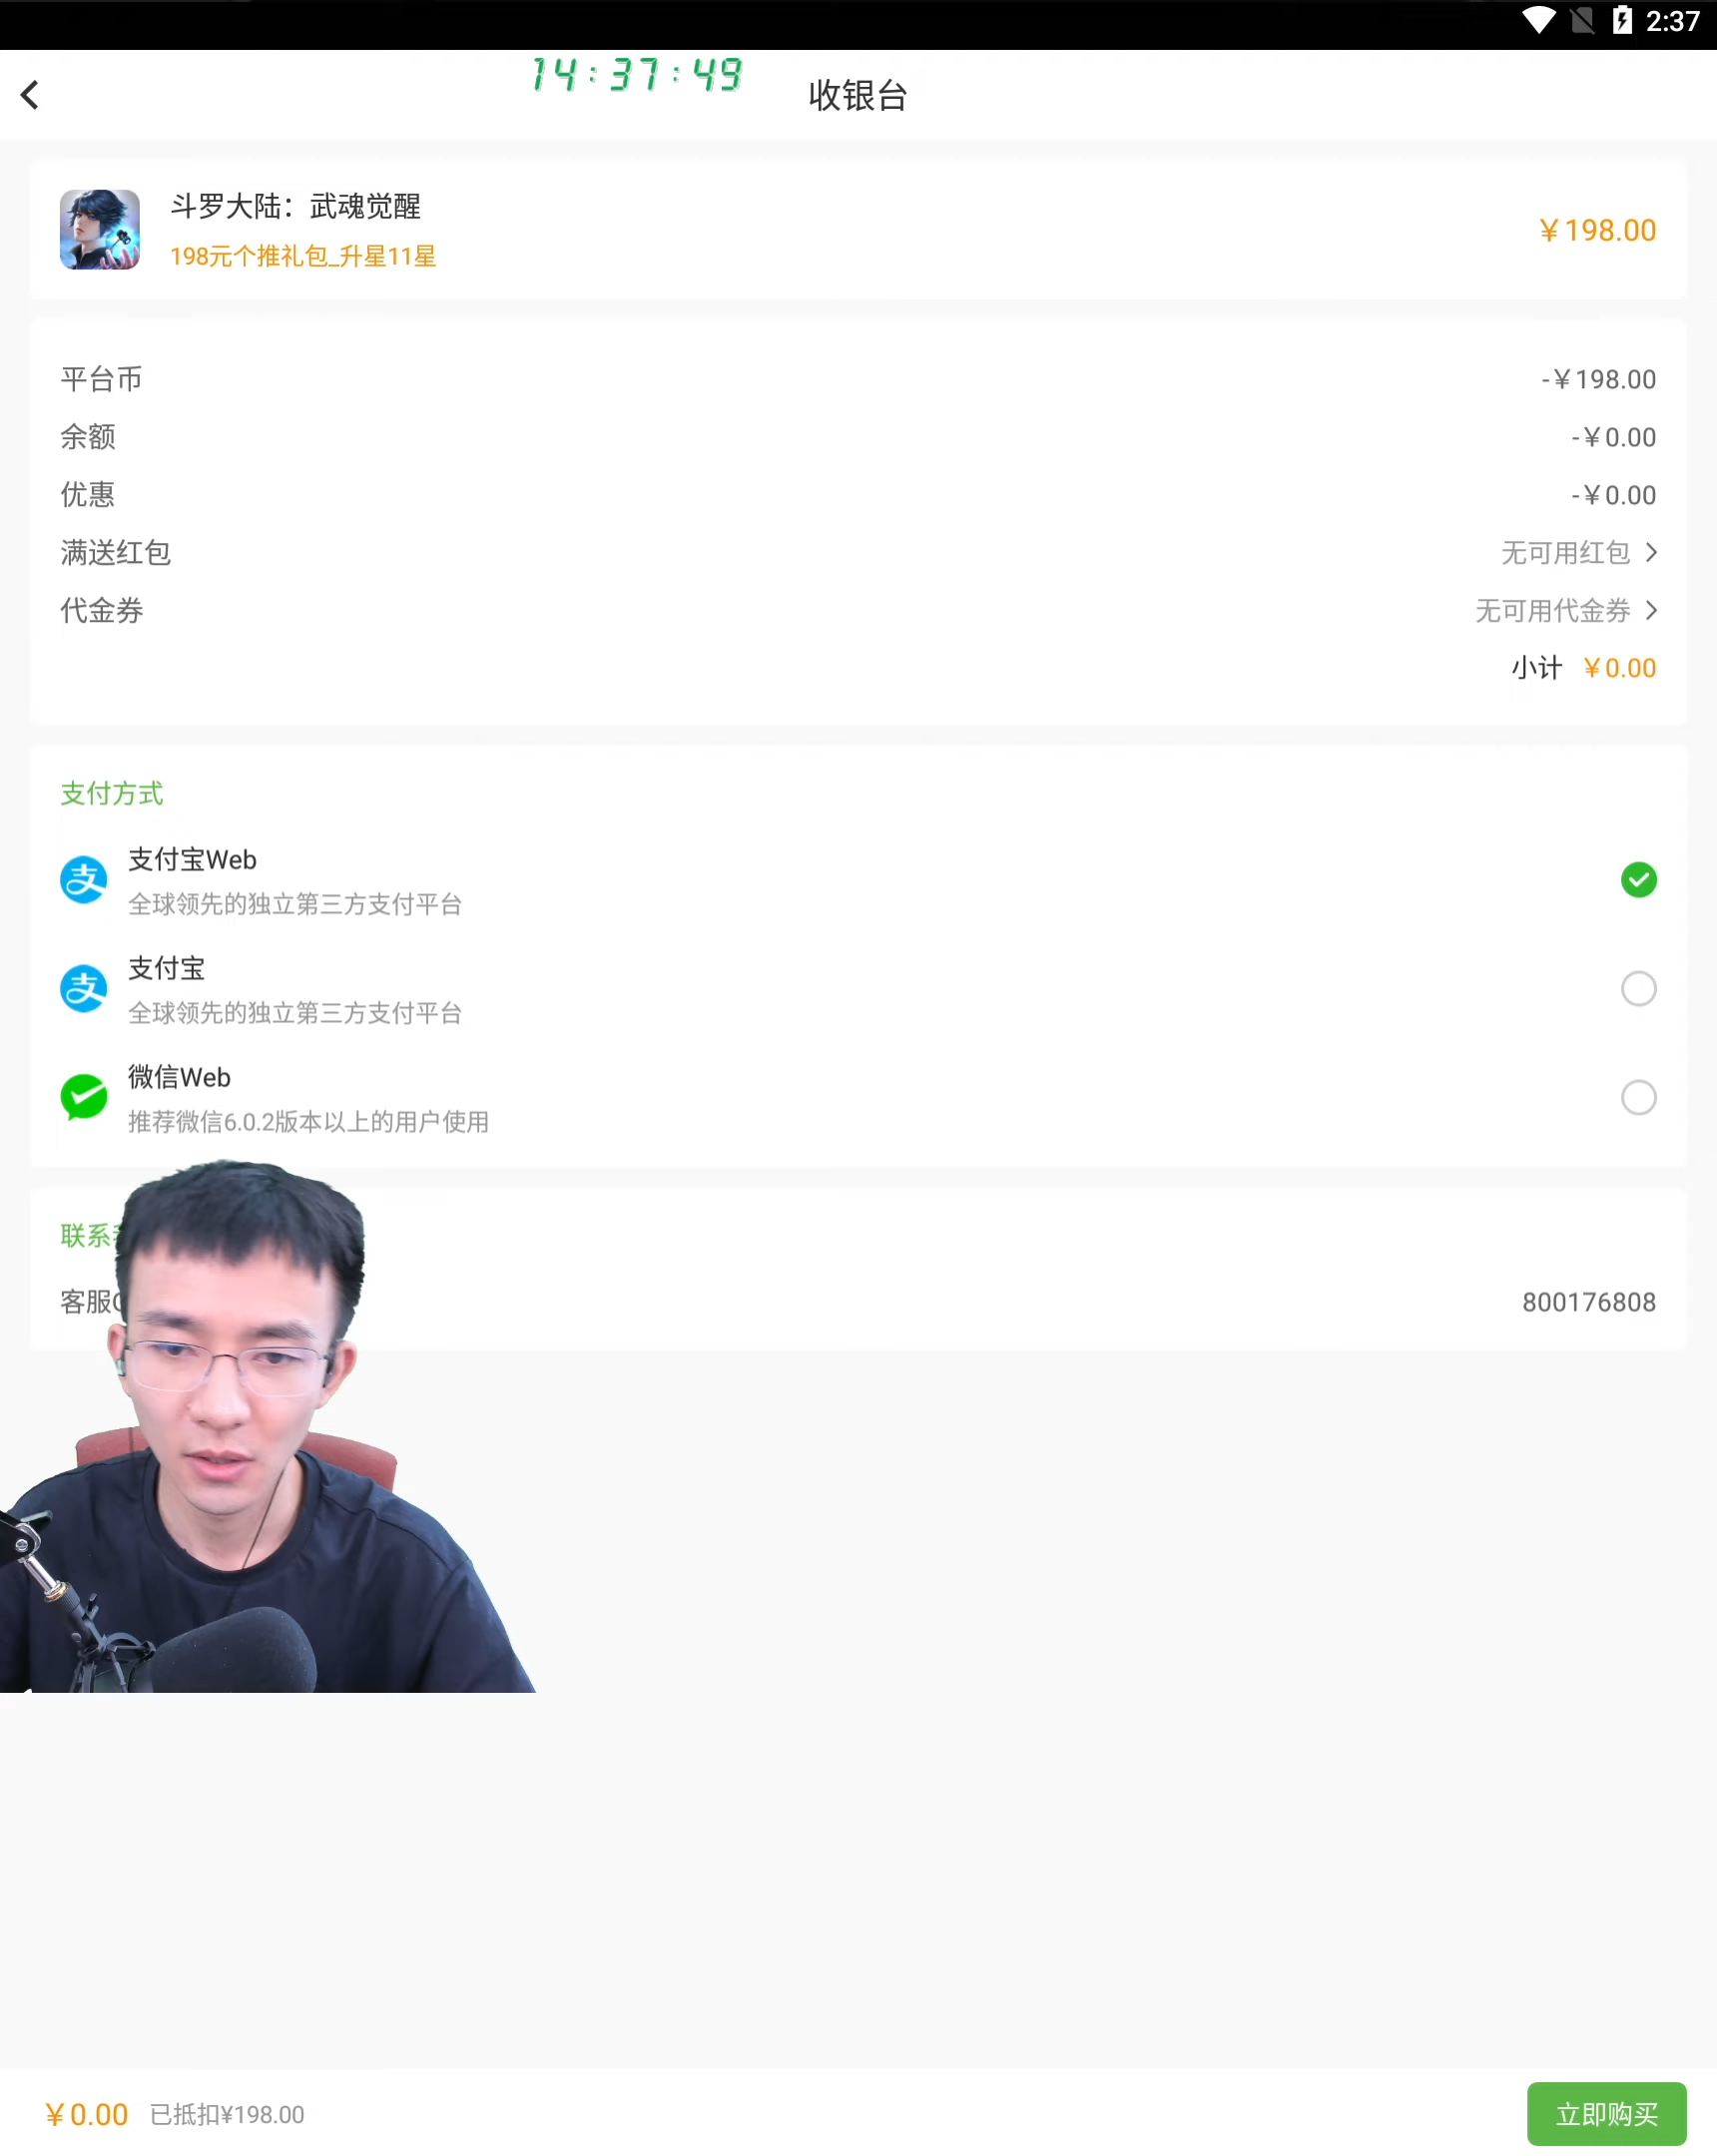 2:37
14:37:49
收银台
斗罗大陆：武魂觉醒
198元个推礼包_升星11星
￥198.00
平台币 -￥198.00
余额 -￥0.00
优惠 -￥0.00
满送红包 无可用红包
代金券 无可用代金券
小计 ￥0.00
支付方式
支付宝Web
全球领先的独立第三方支付平台
支付宝
全球领先的独立第三方支付平台
微信Web
推荐微信6.0.2版本以上的用户使用
联系
客服 800176808
￥0.00 已抵扣¥198.00
立即购买